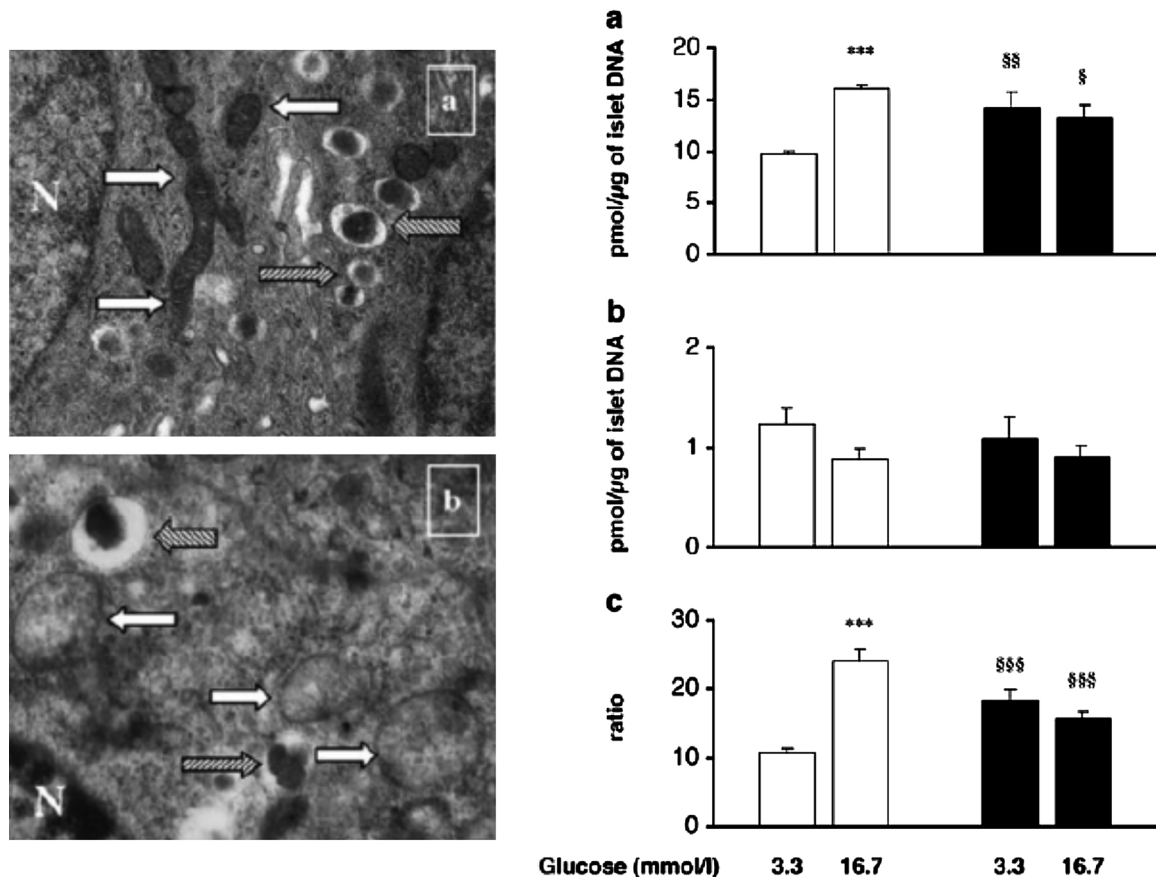 a
N
b
N
a
pmol/µg of islet DNA
20
15
10
5
0
***
§§
§
b
pmol/µg of islet DNA
2
1
0
c
ratio
30
20
10
0
***
§§§
§§§
Glucose (mmol/l) 3.3 16.7 3.3 16.7